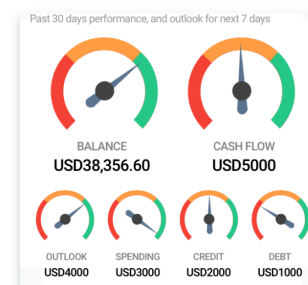 Past 30 days performance, and outlook for next 7 days
BALANCE
USD38,356.60
CASH FLOW
USD5000
OUTLOOK
USD4000
SPENDING
USD3000
CREDIT
USD2000
DEBT
USD1000